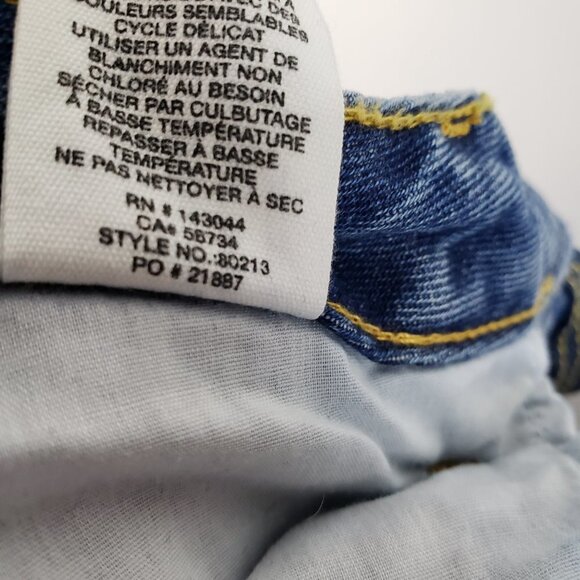 COULEURS SEMBLABLES
CYCLE DÉLICAT
UTILISER UN AGENT DE
BLANCHIMENT NON
CHLORÉ AU BESOIN
SÉCHER PAR CULBUTAGE
À BASSE TEMPÉRATURE
REPASSER À BASSE
TEMPÉRATURE
NE PAS NETTOYER À SEC
RN # 143044
CA# 56734
STYLE NO.:80213
PO # 21887